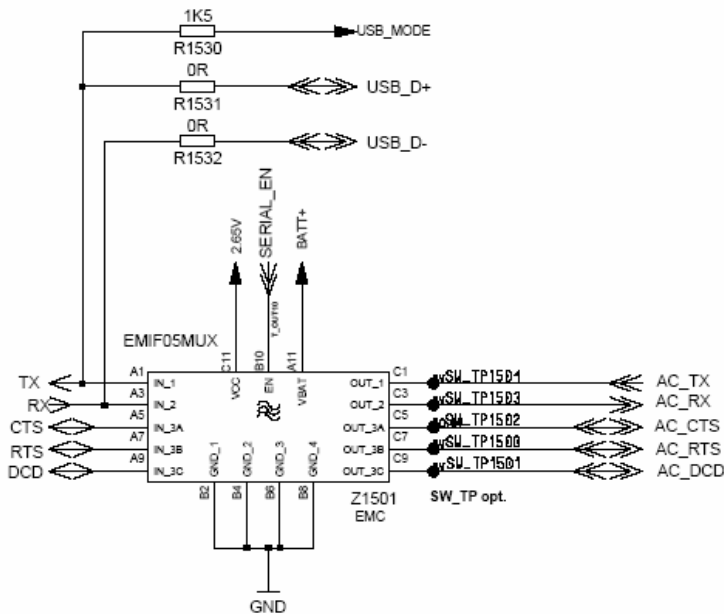 1K5
R1530
USB_MODE
0R
R1531
USB_D+
0R
R1532
USB_D-
2.65V
SERIAL_EN
BATT+
T_OUT10
EMIF05MUX
C11
B10
A11
VCC
EN
VBAT
TX
A1
IN_1
OUT_1
C1
SW_TP1504
AC_TX
RX
A3
IN_2
OUT_2
C3
SW_TP1503
AC_RX
CTS
A5
IN_3A
OUT_3A
C5
SW_TP1502
AC_CTS
RTS
A7
IN_3B
OUT_3B
C7
SW_TP1500
AC_RTS
DCD
A9
IN_3C
OUT_3C
C9
SW_TP1501
AC_DCD
GND_1
GND_2
GND_3
GND_4
B2
B4
B6
B8
Z1501
EMC
SW_TP opt.
GND